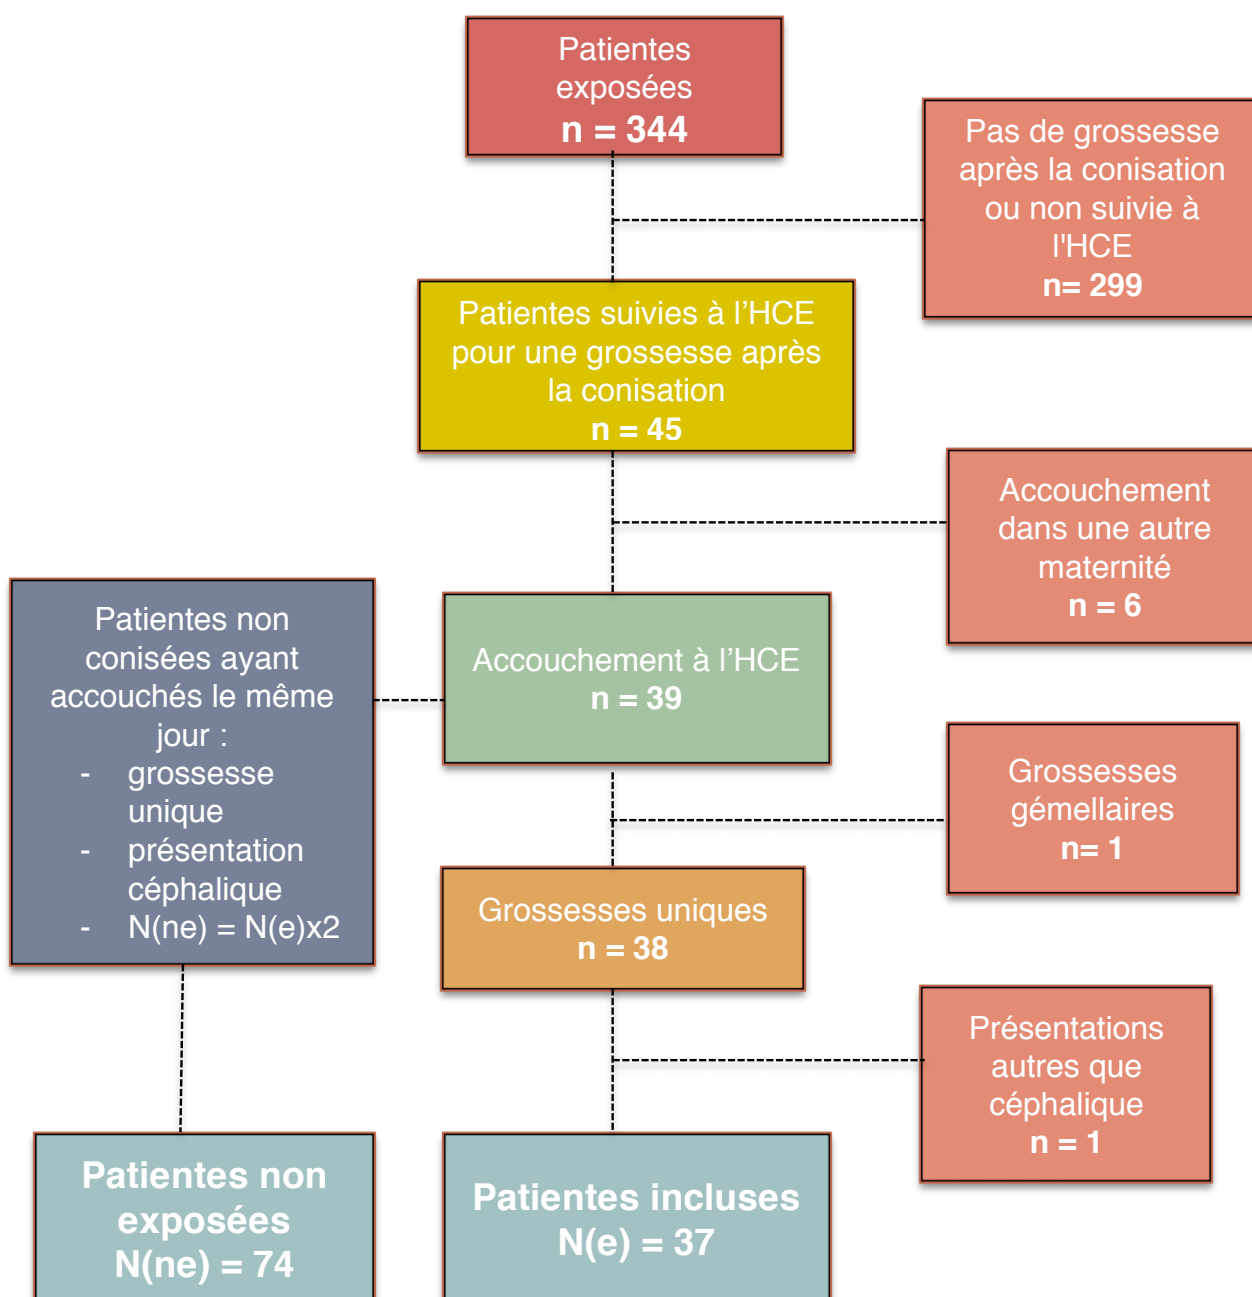 Patientes
exposées
n = 344
Pas de grossesse
après la conisation
ou non suivie à
l'HCE
n= 299
Patientes suivies à l’HCE
pour une grossesse après
la conisation
n = 45
Accouchement
dans une autre
maternité
n = 6
Patientes non
conisées ayant
accouchés le même
jour :
- grossesse
unique
- présentation
céphalique
- N(ne) = N(e)x2
Accouchement à l’HCE
n = 39
Grossesses
gémellaires
n= 1
Grossesses uniques
n = 38
Présentations
autres que
céphalique
n = 1
Patientes non
exposées
N(ne) = 74
Patientes incluses
N(e) = 37